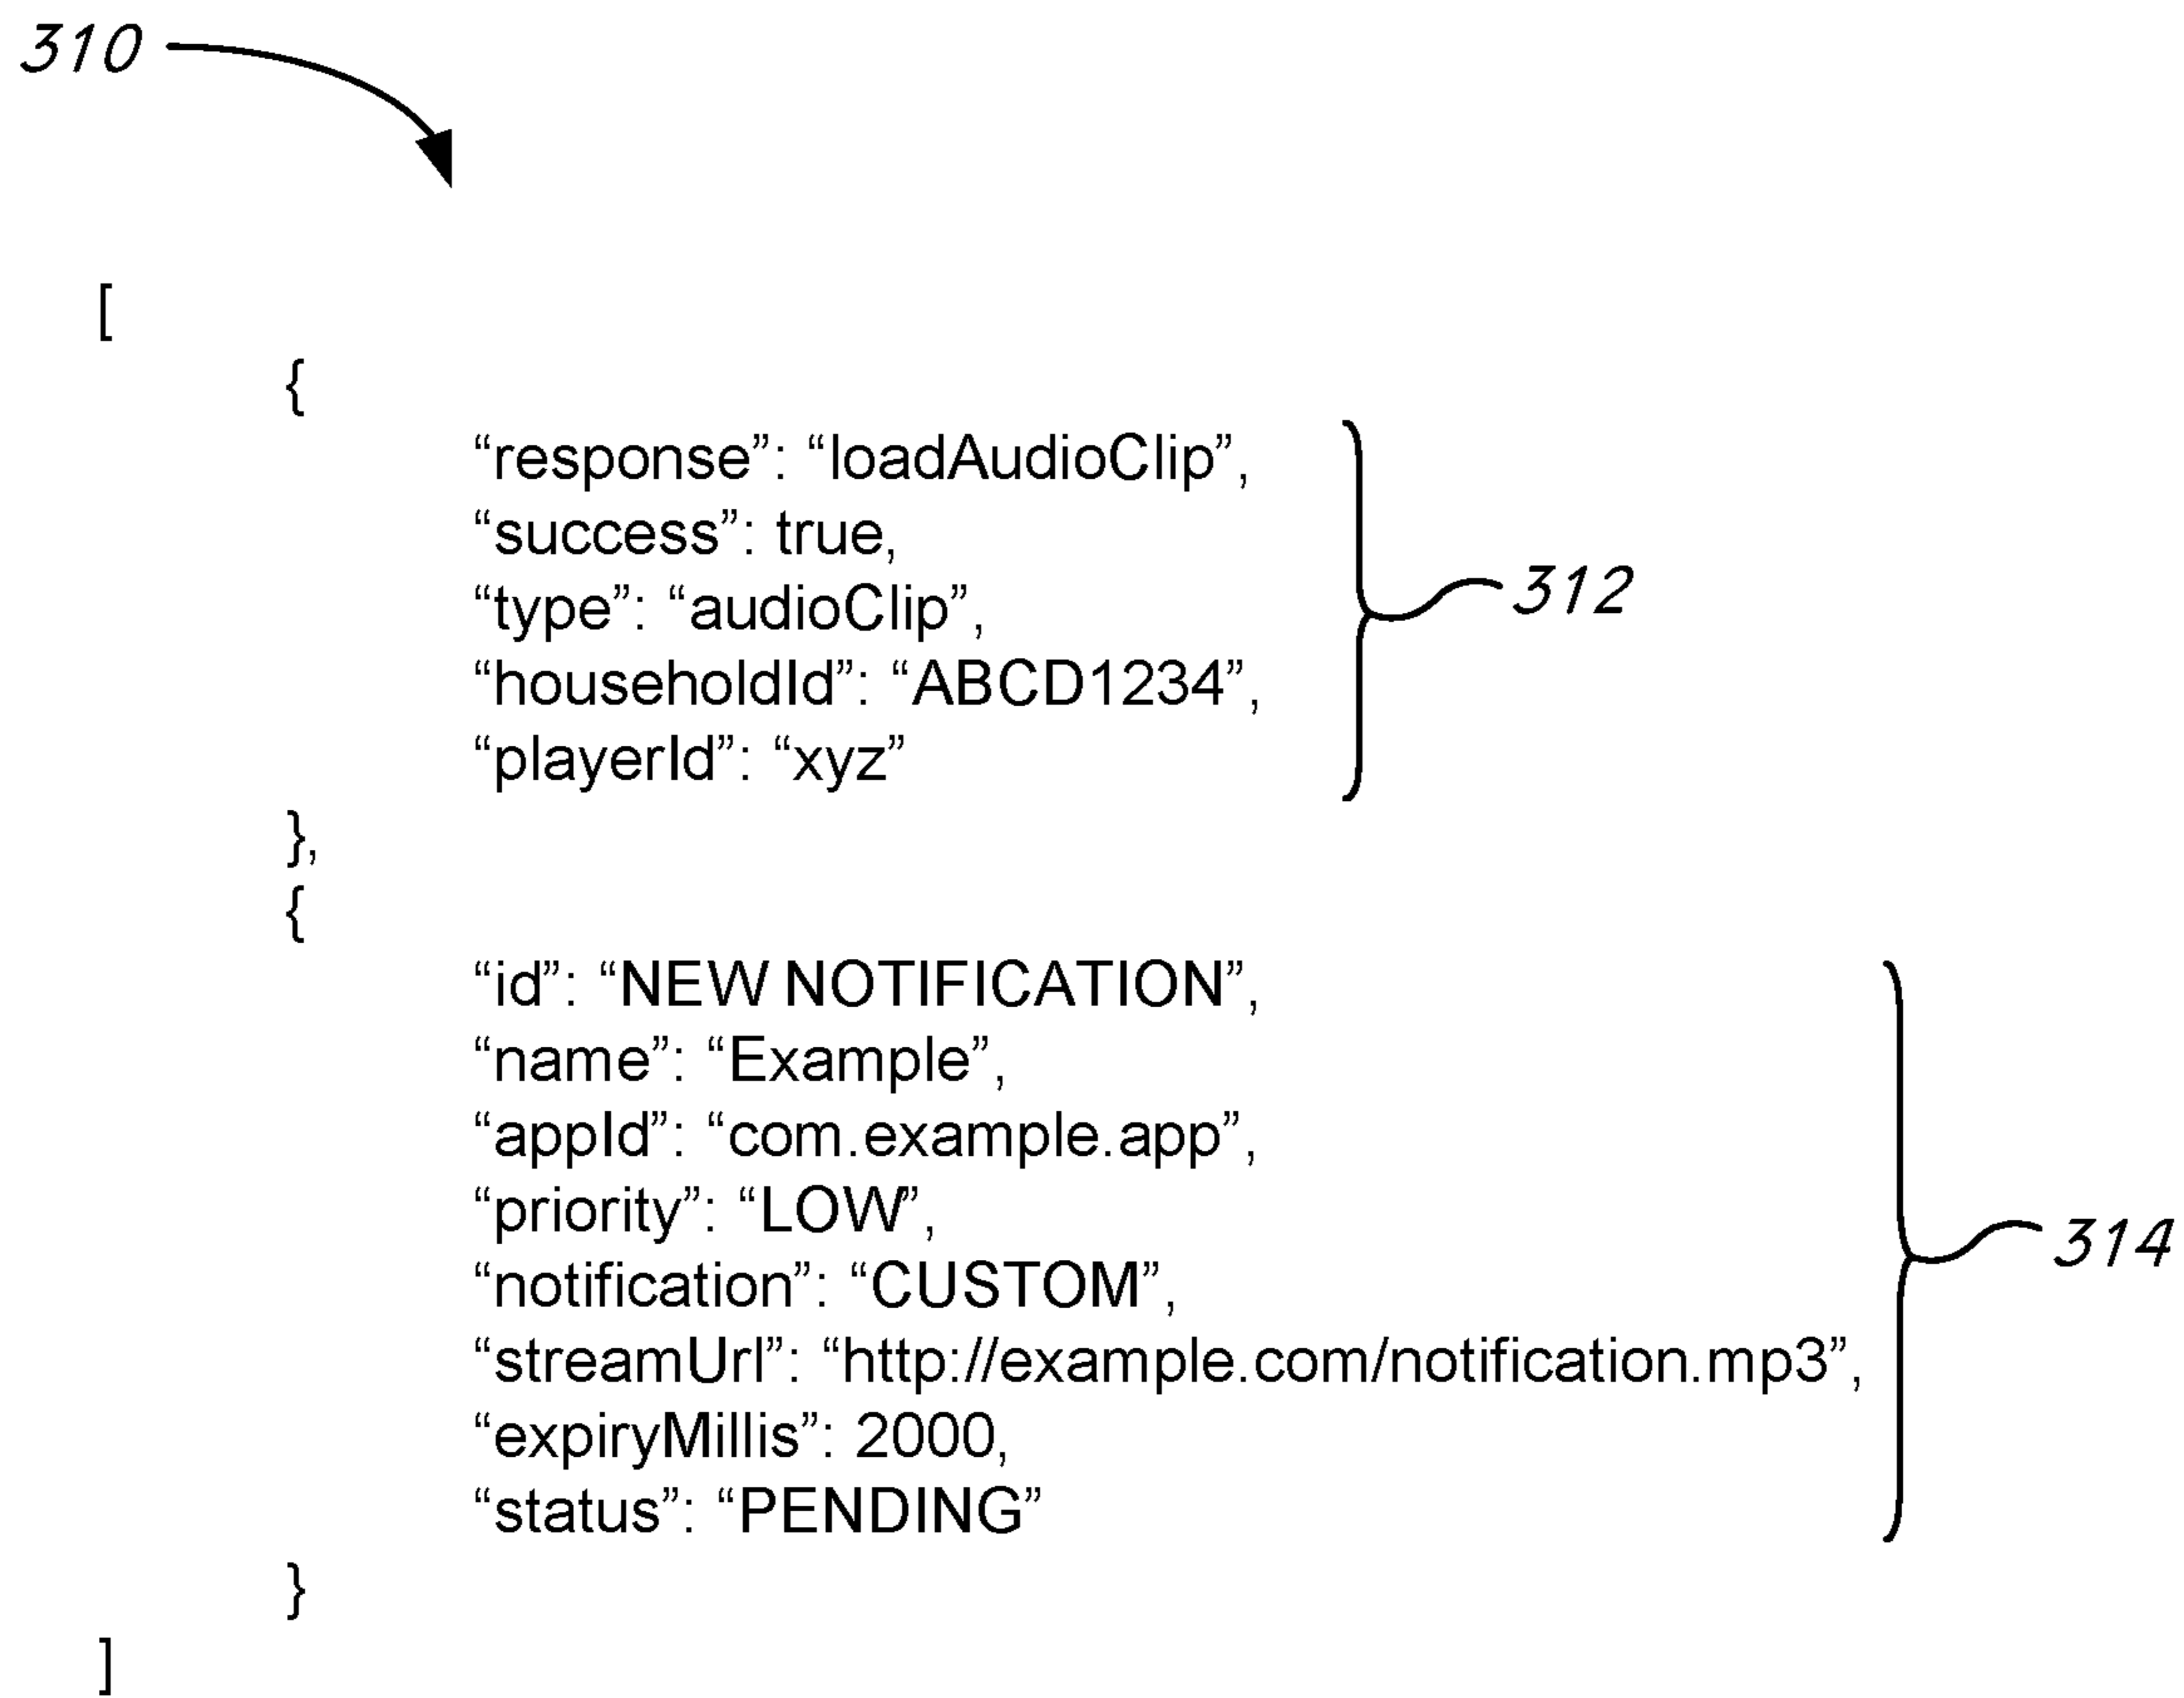 310
[
{
“response”: “loadAudioClip”,
“success”: true,
“type”: “audioClip”,
“householdId”: “ABCD1234”,
“playerId”: “xyz”
312
},
{
“id”: “NEW NOTIFICATION”,
“name”: “Example”,
“appId”: “com.example.app”,
“priority”: “LOW”,
“notification”: “CUSTOM”,
“streamUrl”: “http://example.com/notification.mp3”,
“expiryMillis”: 2000,
“status”: “PENDING”
314
}
]